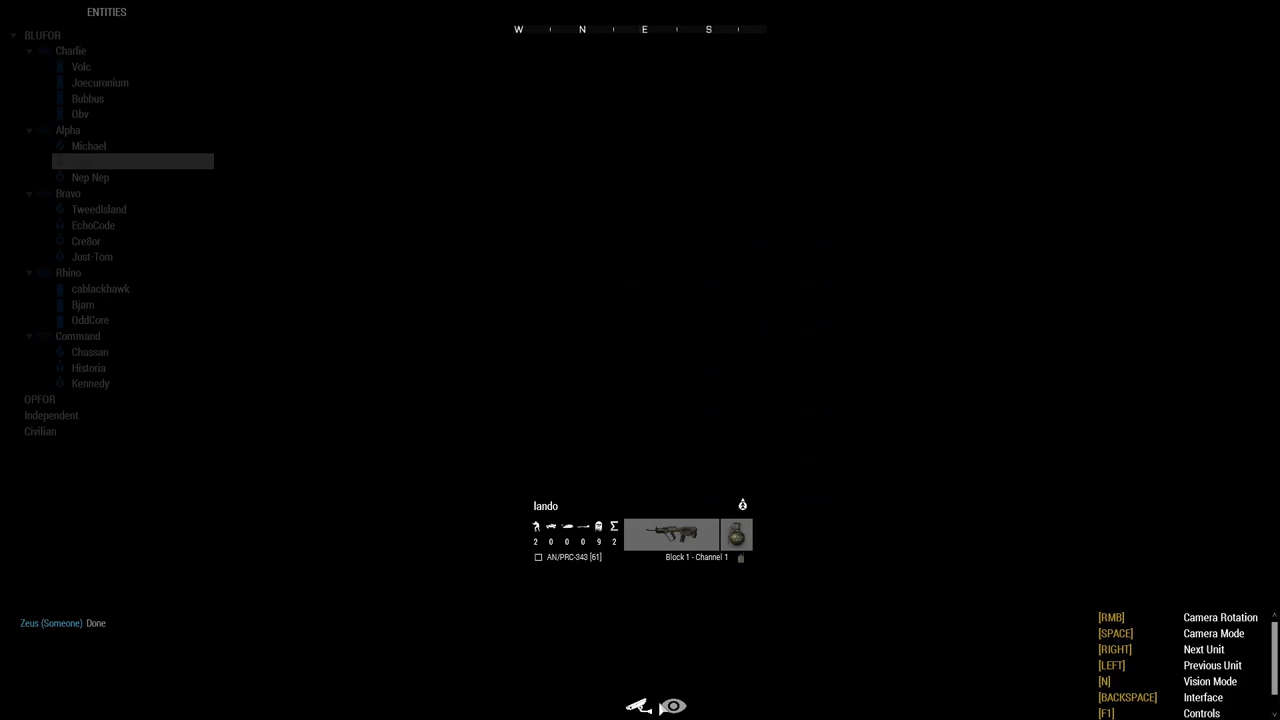 ENTITIES
W N E S
BLUFOR
Charlie
Volc
Joecuronium
Bubbus
Obv
Alpha
Michael
Nep Nep
Bravo
TweedIsland
EchoCode
Cre8or
Just-Tom
Rhino
cablackhawk
Bjarn
OddCore
Command
Chassan
Historia
Kennedy
OPFOR
Independent
Civilian
lando
2 0 0 0 9 2
AN/PRC-343 [61] Block 1 - Channel 1
Zeus (Someone) Done
[RMB] Camera Rotation
[SPACE] Camera Mode
[RIGHT] Next Unit
[LEFT] Previous Unit
[N] Vision Mode
[BACKSPACE] Interface
[F1] Controls